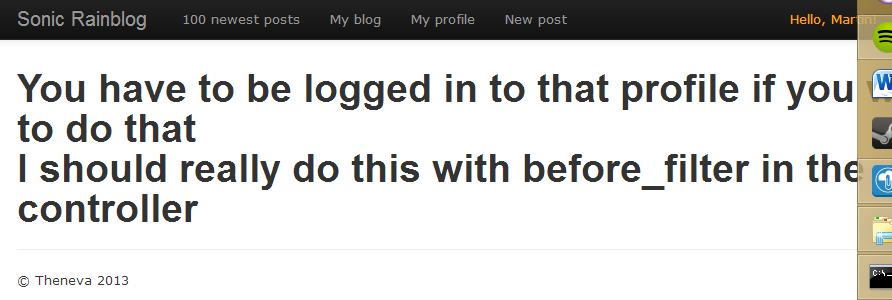 Sonic Rainblog 100 newest posts My blog My profile New post Hello, Martin!
You have to be logged in to that profile if you
to do that
I should really do this with before_filter in the
controller
© Theneva 2013